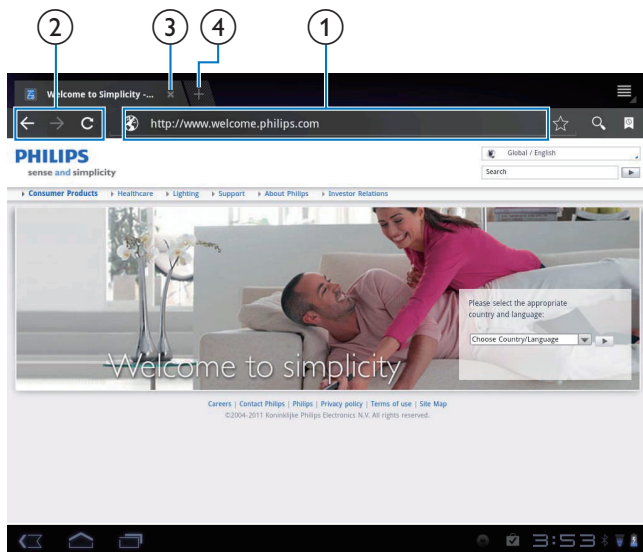 2 3 4 1
Welcome to Simplicity -... × +
http://www.welcome.philips.com
PHILIPS
sense and simplicity
Global / English
Search
Consumer Products Healthcare Lighting Support About Philips Investor Relations
Please select the appropriate
country and language:
Choose Country/Language
Welcome to simplicity
Careers | Contact Philips | Philips | Privacy policy | Terms of use | Site Map
©2004-2011 Koninklijke Philips Electronics N.V. All rights reserved.
3:53